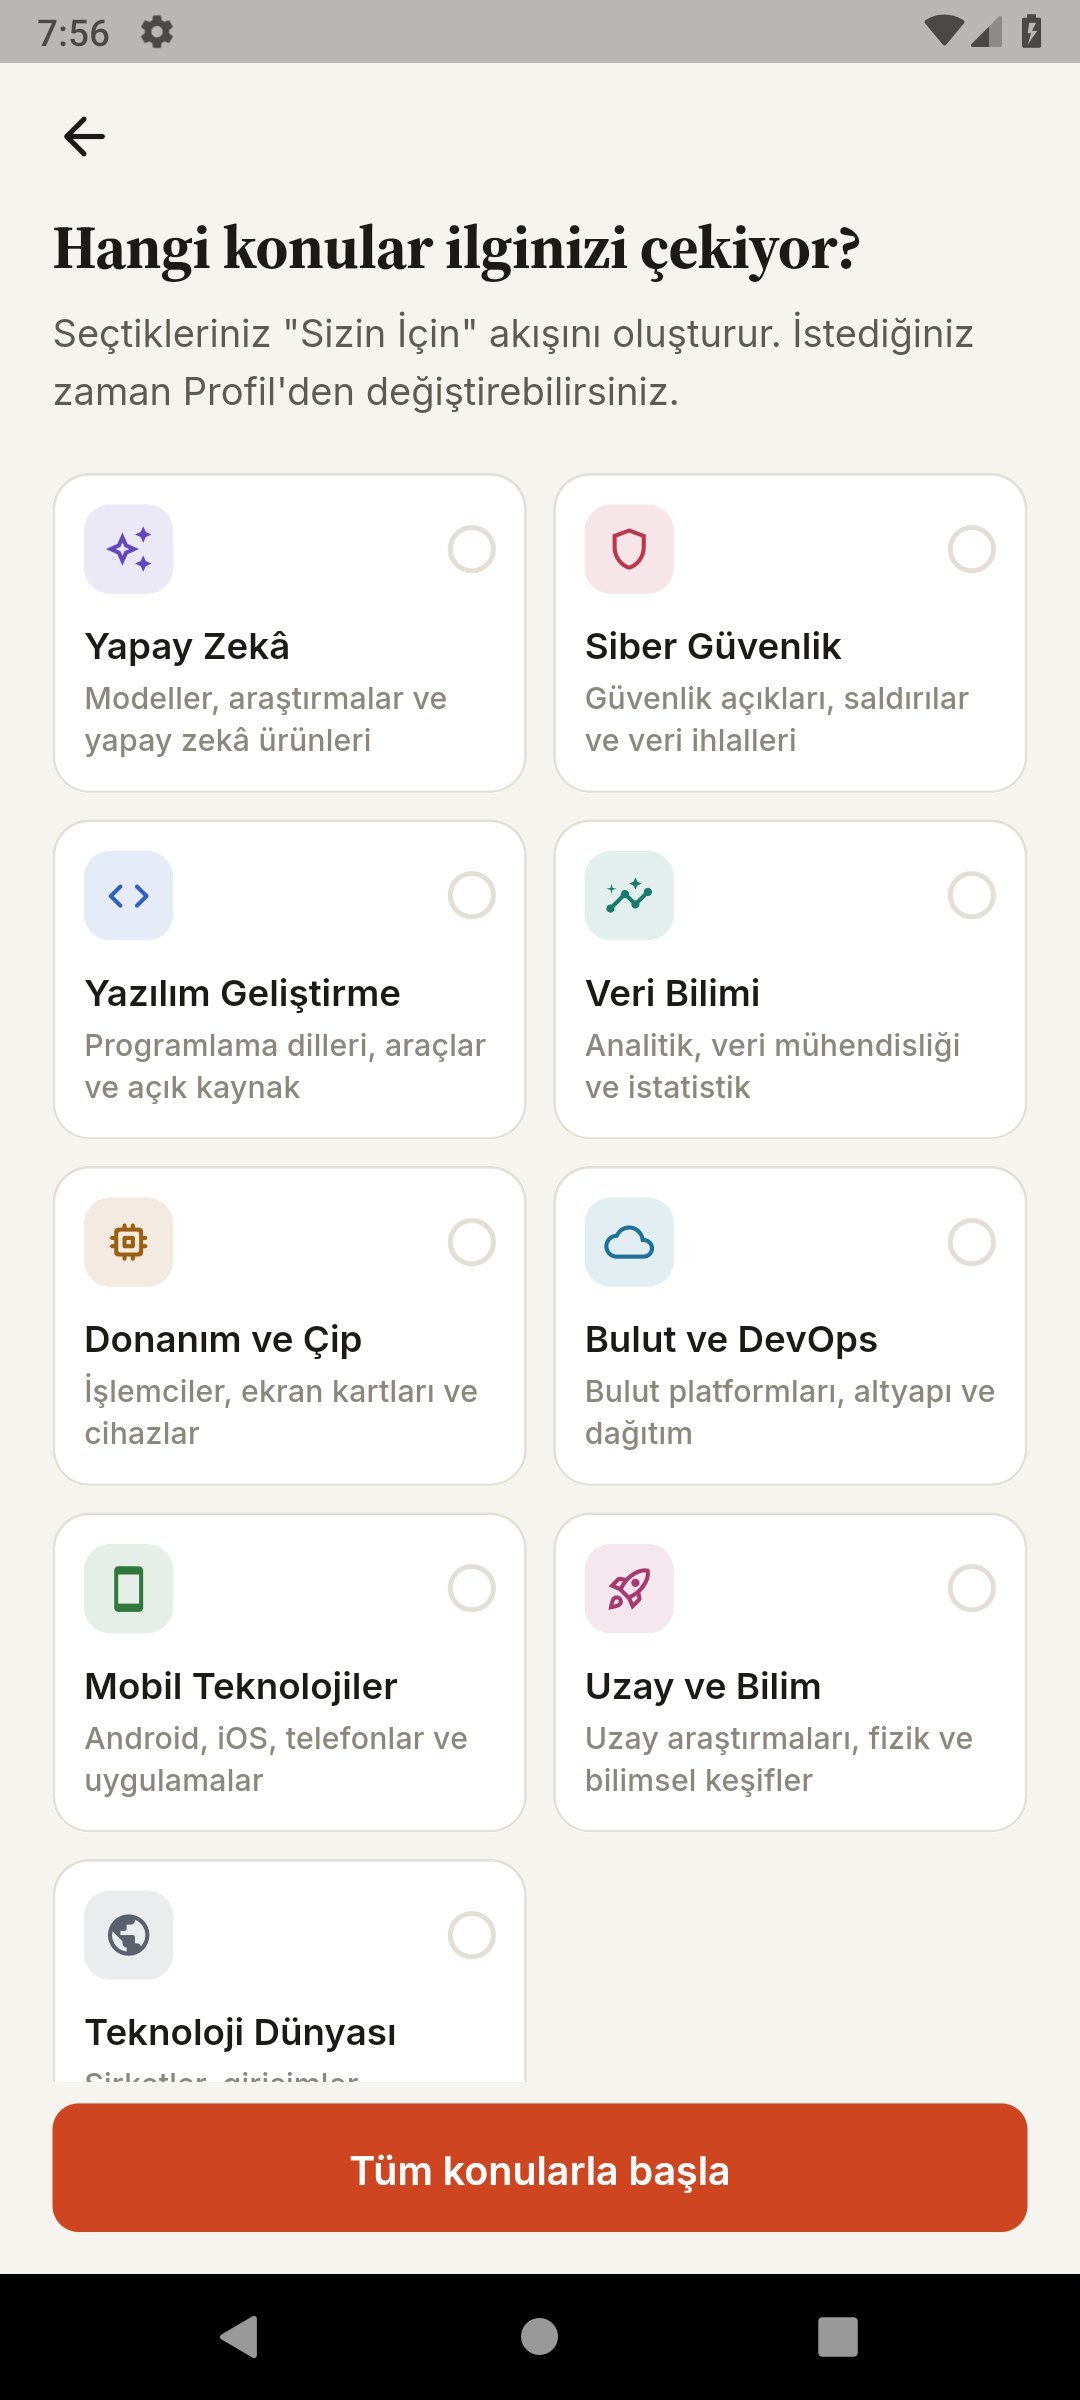 7:56
Hangi konular ilginizi çekiyor?
Seçtikleriniz "Sizin İçin" akışını oluşturur. İstediğiniz
zaman Profil'den değiştirebilirsiniz.
Yapay Zekâ
Modeller, araştırmalar ve
yapay zekâ ürünleri
Siber Güvenlik
Güvenlik açıkları, saldırılar
ve veri ihlalleri
Yazılım Geliştirme
Programlama dilleri, araçlar
ve açık kaynak
Veri Bilimi
Analitik, veri mühendisliği
ve istatistik
Donanım ve Çip
İşlemciler, ekran kartları ve
cihazlar
Bulut ve DevOps
Bulut platformları, altyapı ve
dağıtım
Mobil Teknolojiler
Android, iOS, telefonlar ve
uygulamalar
Uzay ve Bilim
Uzay araştırmaları, fizik ve
bilimsel keşifler
Teknoloji Dünyası
Şirketler, girişimler
Tüm konularla başla